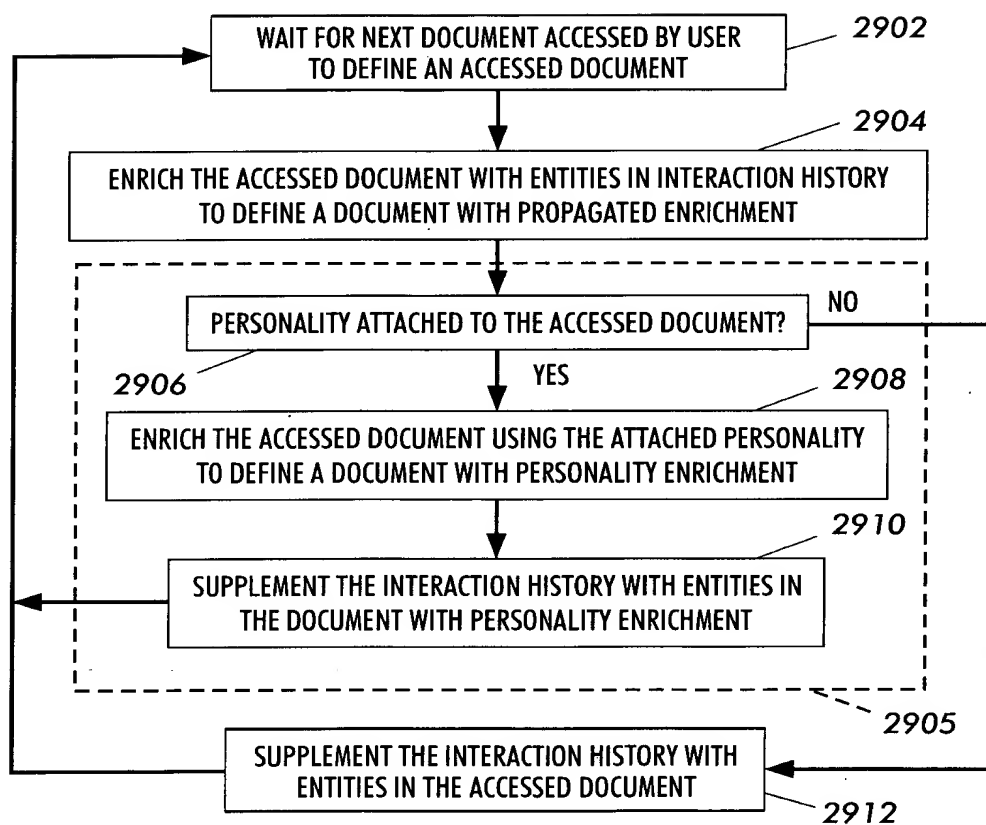 WAIT FOR NEXT DOCUMENT ACCESSED BY USER
TO DEFINE AN ACCESSED DOCUMENT
2902
2904
ENRICH THE ACCESSED DOCUMENT WITH ENTITIES IN INTERACTION HISTORY
TO DEFINE A DOCUMENT WITH PROPAGATED ENRICHMENT
PERSONALITY ATTACHED TO THE ACCESSED DOCUMENT?
NO
2906
YES
2908
ENRICH THE ACCESSED DOCUMENT USING THE ATTACHED PERSONALITY
TO DEFINE A DOCUMENT WITH PERSONALITY ENRICHMENT
2910
SUPPLEMENT THE INTERACTION HISTORY WITH ENTITIES IN
THE DOCUMENT WITH PERSONALITY ENRICHMENT
2905
SUPPLEMENT THE INTERACTION HISTORY WITH
ENTITIES IN THE ACCESSED DOCUMENT
2912